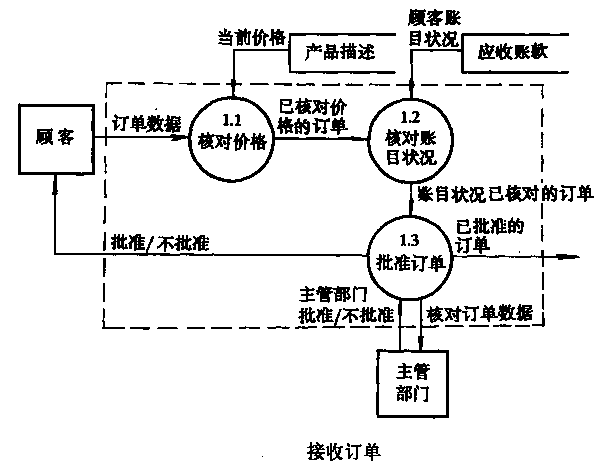 当前价格
产品描述
顾客账
目状况
应收账款
顾客
订单数据
1.1
核对价格
已核对价
格的订单
1.2
核对账
目状况
账目状况已核对的订单
批准/不批准
1.3
批准订单
已批准的
订单
主管部门
批准/不批准
核对订单数据
主管
部门
接收订单